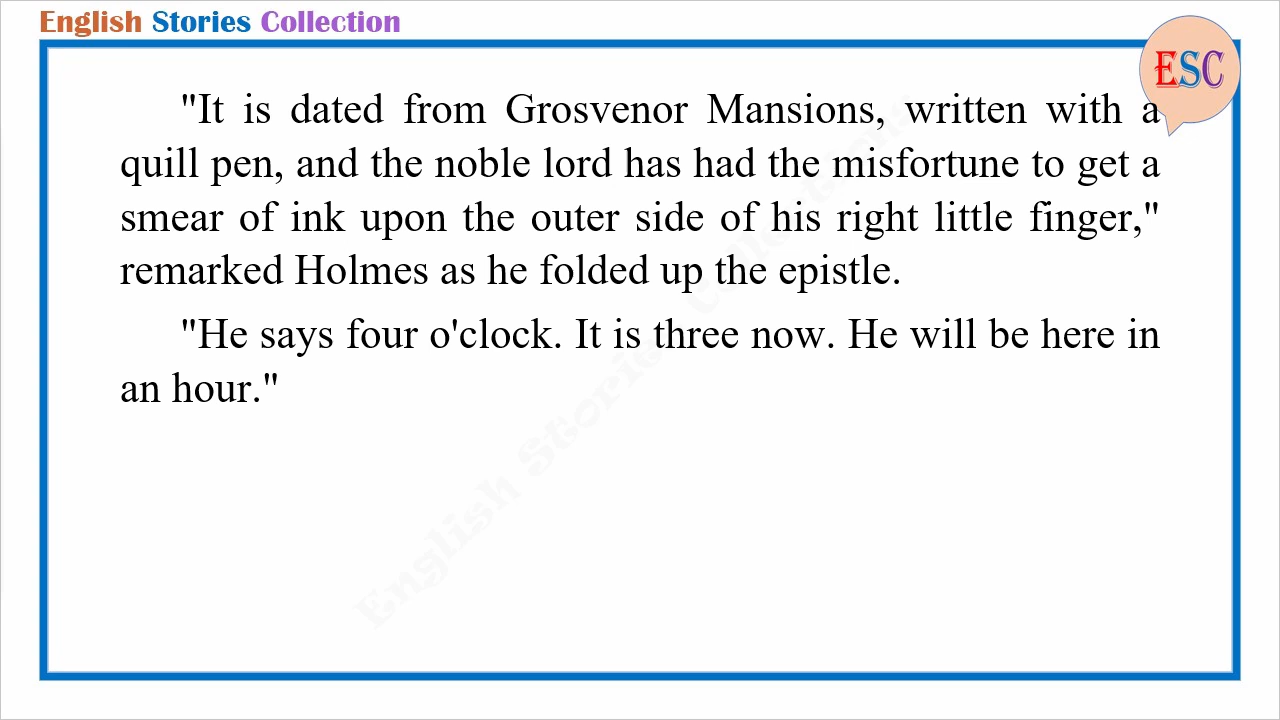 English Stories Collection
ESC
"It is dated from Grosvenor Mansions, written with a
quill pen, and the noble lord has had the misfortune to get a
smear of ink upon the outer side of his right little finger,"
remarked Holmes as he folded up the epistle.
"He says four o'clock. It is three now. He will be here in
an hour."
English Stories Collections